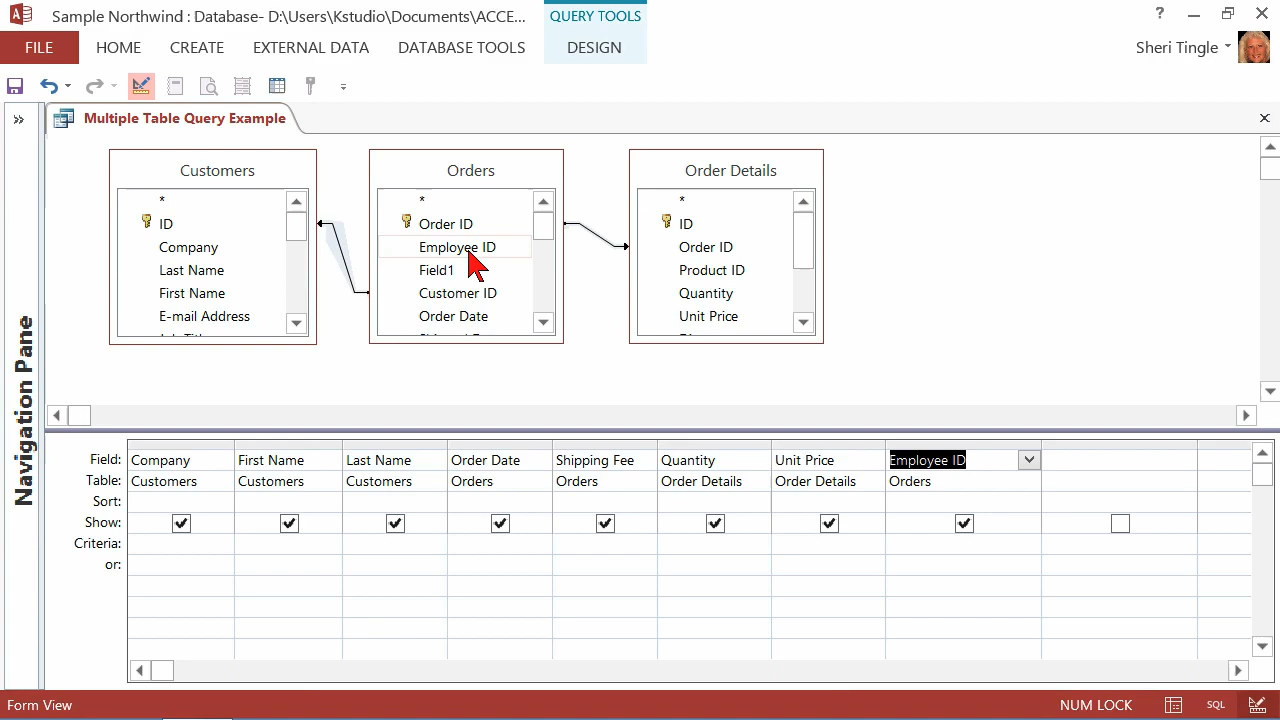 Sample Northwind : Database- D:\Users\Kstudio\Documents\ACCE...
QUERY TOOLS
?
FILE
HOME
CREATE
EXTERNAL DATA
DATABASE TOOLS
DESIGN
Sheri Tingle
Multiple Table Query Example
Navigation Pane
Customers
*
ID
Company
Last Name
First Name
E-mail Address
Orders
*
Order ID
Employee ID
Field1
Customer ID
Order Date
Order Details
*
ID
Order ID
Product ID
Quantity
Unit Price
Field: Company First Name Last Name Order Date Shipping Fee Quantity Unit Price Employee ID
Table: Customers Customers Customers Orders Orders Order Details Order Details Orders
Sort:
Show:
Criteria:
or:
Form View
NUM LOCK
SQL